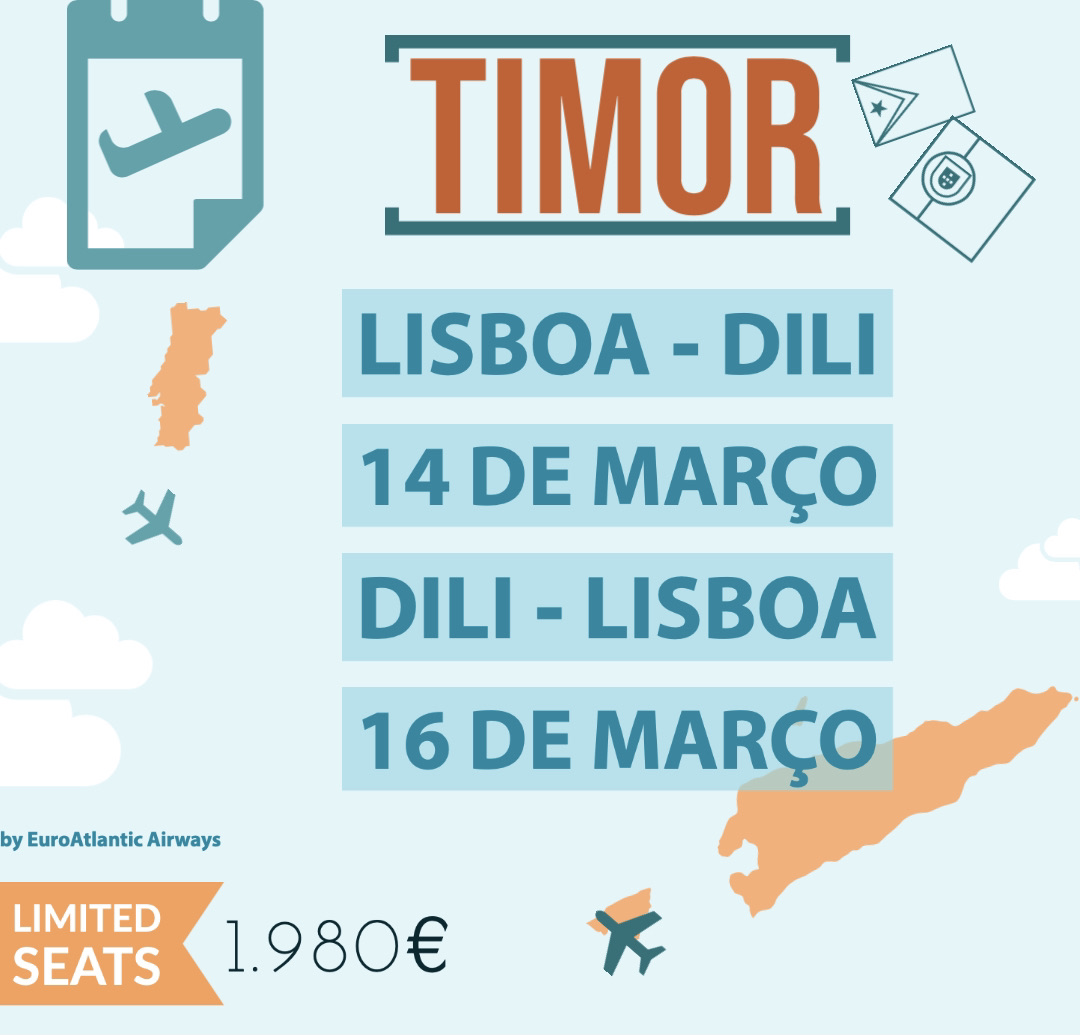 TIMOR
LISBOA - DILI
14 DE MARÇO
DILI - LISBOA
16 DE MARÇO
by EuroAtlantic Airways
LIMITED
SEATS
1.980€